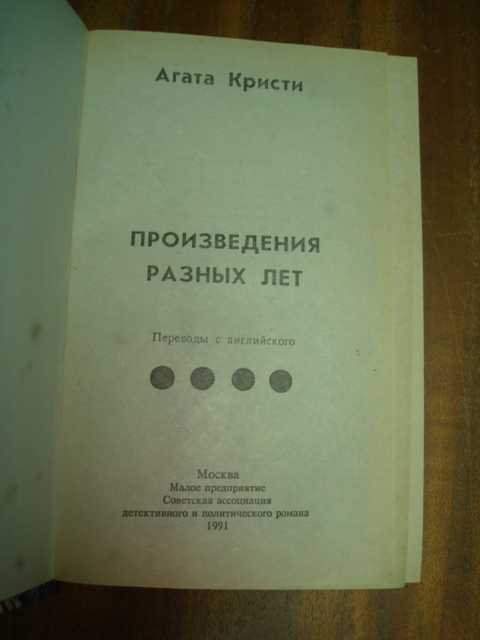 Агата Кристи
ПРОИЗВЕДЕНИЯ
РАЗНЫХ ЛЕТ
Переводы с английского
Москва
Малое предприятие
Советская ассоциация
детективного и политического романа
1991